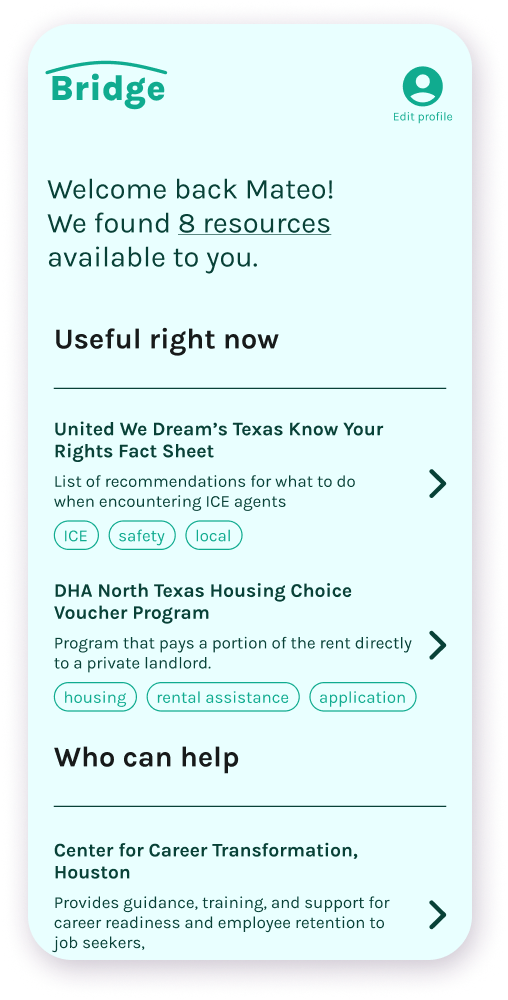 Bridge
Edit profile
Welcome back Mateo!
We found 8 resources
available to you.
Useful right now
United We Dream’s Texas Know Your
Rights Fact Sheet
List of recommendations for what to do
when encountering ICE agents
ICE safety local
DHA North Texas Housing Choice
Voucher Program
Program that pays a portion of the rent directly
to a private landlord.
housing rental assistance application
Who can help
Center for Career Transformation,
Houston
Provides guidance, training, and support for
career readiness and employee retention to
job seekers,